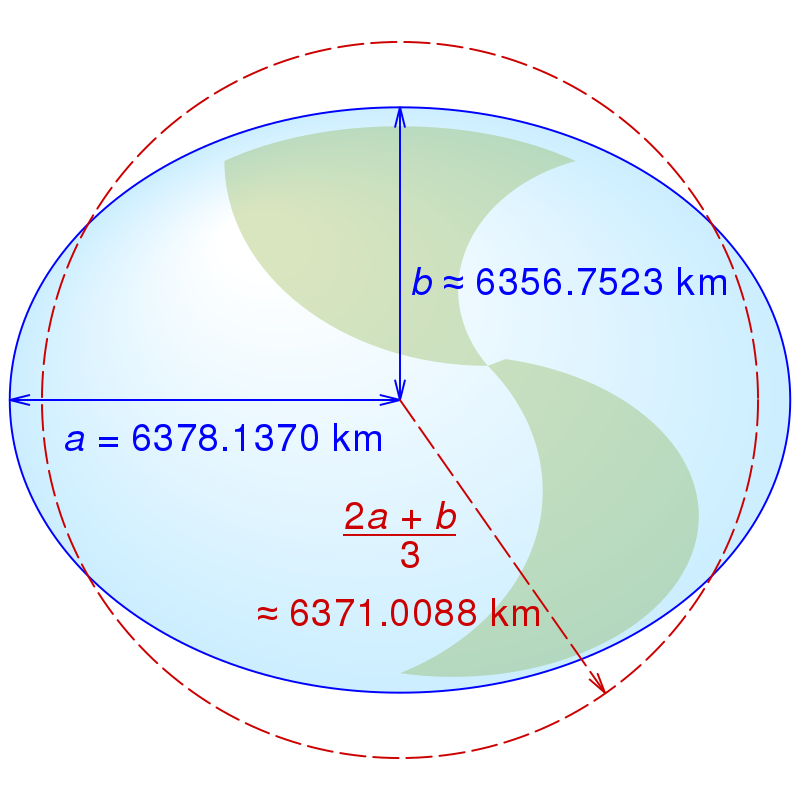 b ≈ 6356.7523 km
a = 6378.1370 km
2a + b
3
≈ 6371.0088 km